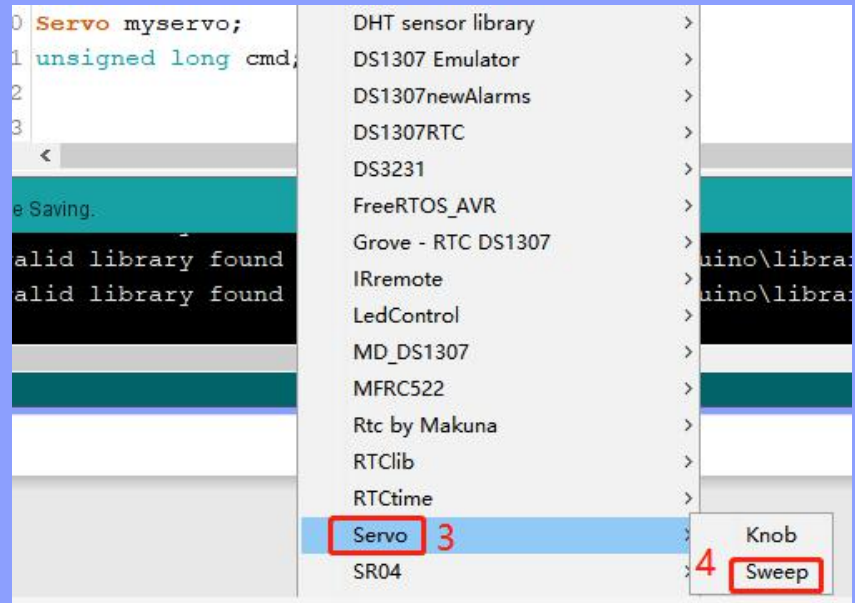 0 Servo myservo;
1 unsigned long cmd;
2
3
e Saving.
alid library found
alid library found
uino\libra
uino\libra
DHT sensor library
DS1307 Emulator
DS1307newAlarms
DS1307RTC
DS3231
FreeRTOS_AVR
Grove - RTC DS1307
IRremote
LedControl
MD_DS1307
MFRC522
Rtc by Makuna
RTClib
RTCtime
Servo 3
SR04
Knob
4 Sweep